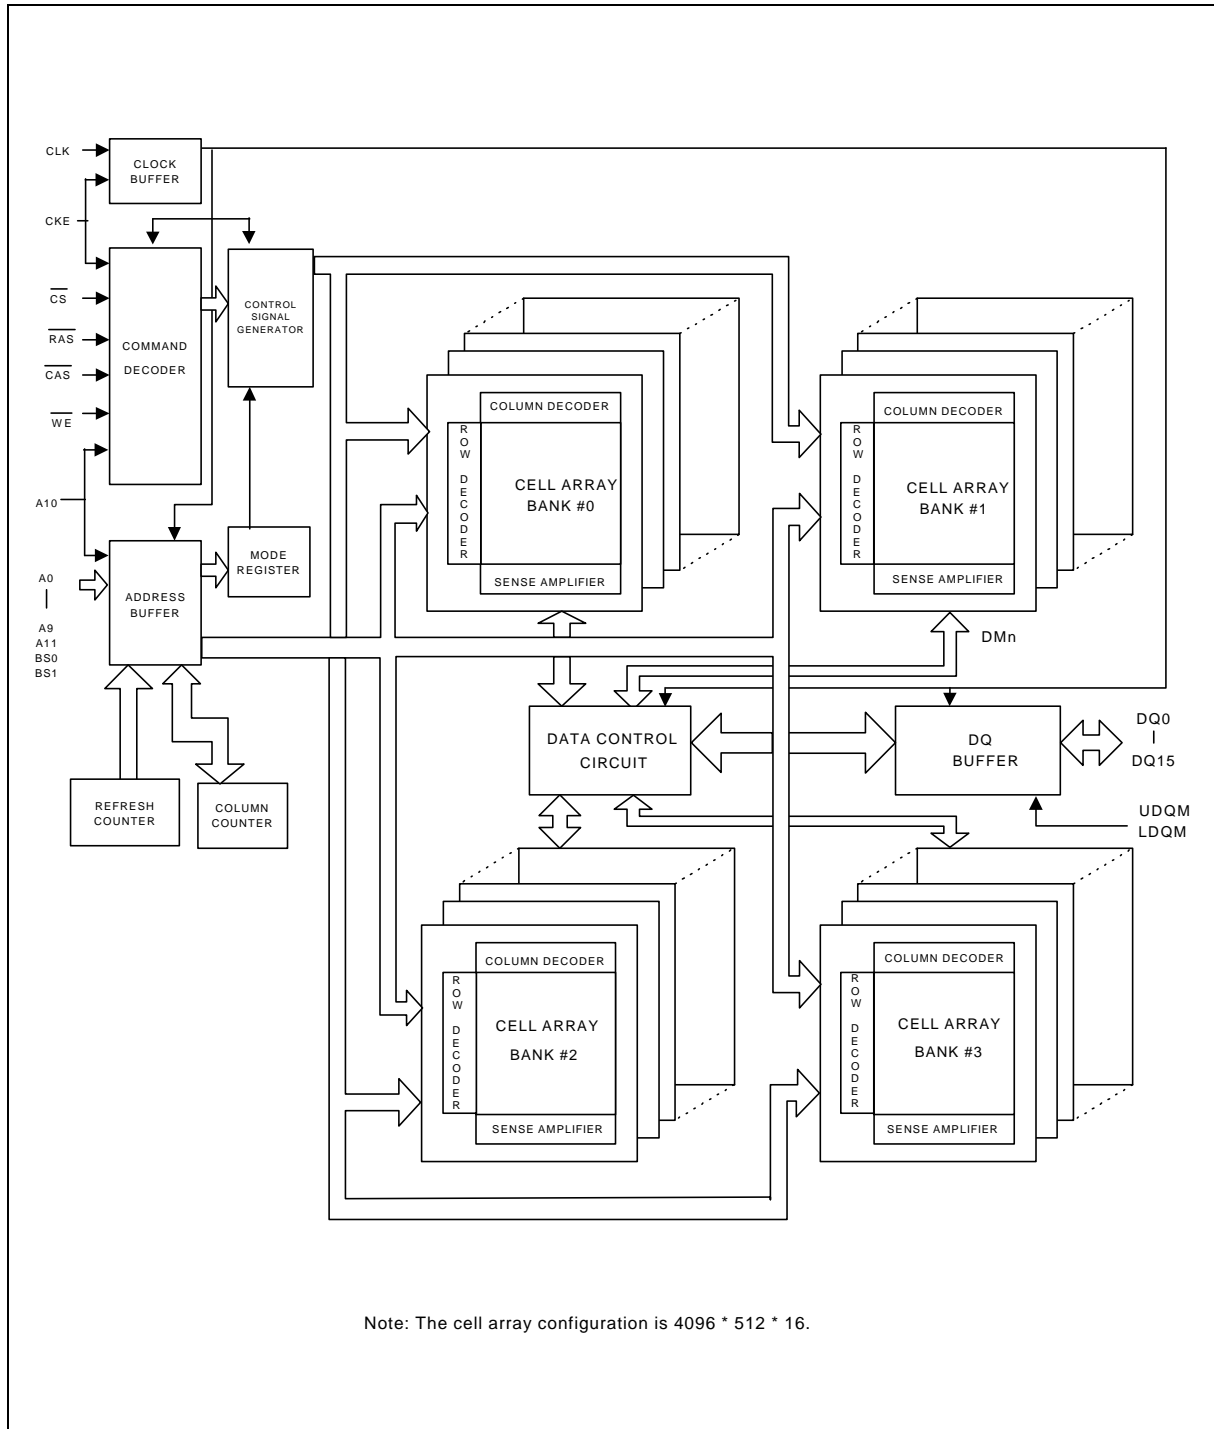 CLK
CLOCK
BUFFER
CKE
CS
RAS
CAS
WE
COMMAND
DECODER
CONTROL
SIGNAL
GENERATOR
A10
A0
A9
A11
BS0
BS1
ADDRESS
BUFFER
MODE
REGISTER
REFRESH
COUNTER
COLUMN
COUNTER
COLUMN DECODER
ROW DECODER
CELL ARRAY
BANK #0
SENSE AMPLIFIER
COLUMN DECODER
ROW DECODER
CELL ARRAY
BANK #1
SENSE AMPLIFIER
DMn
DATA CONTROL
CIRCUIT
DQ
BUFFER
DQ0
DQ15
UDQM
LDQM
COLUMN DECODER
ROW DECODER
CELL ARRAY
BANK #2
SENSE AMPLIFIER
COLUMN DECODER
ROW DECODER
CELL ARRAY
BANK #3
SENSE AMPLIFIER
Note: The cell array configuration is 4096 * 512 * 16.